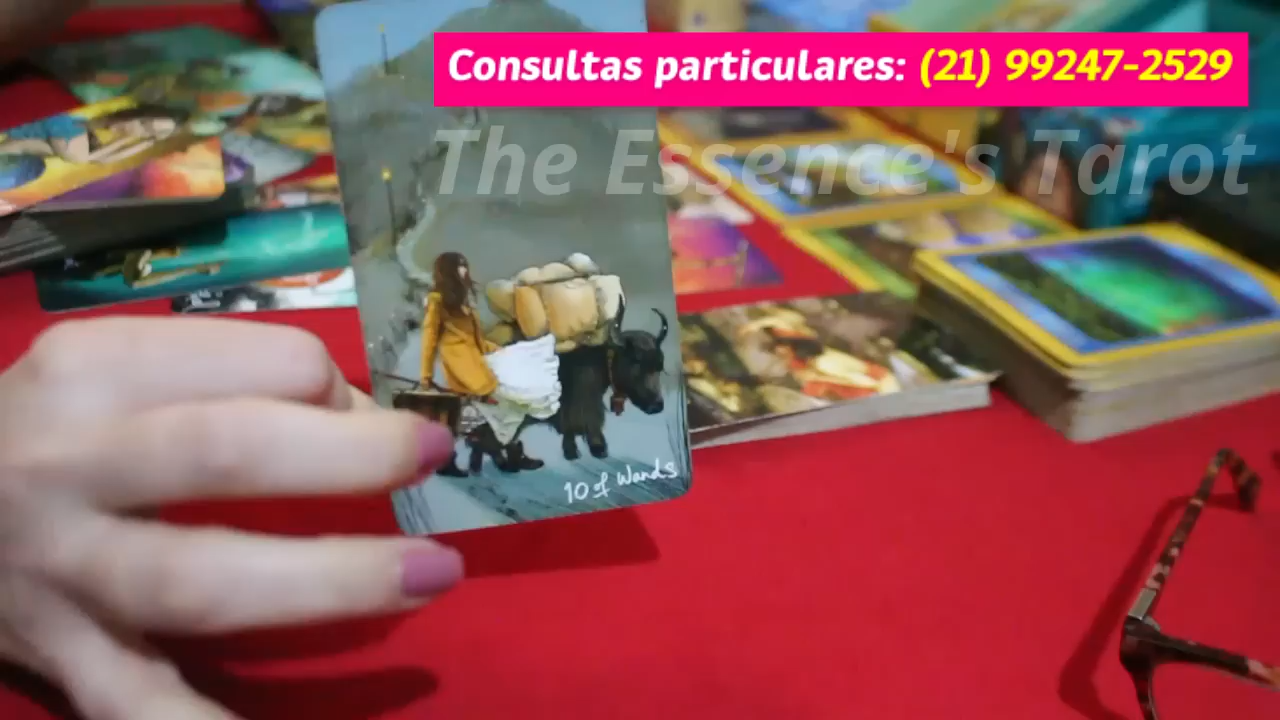 Consultas particulares: (21) 99247-2529
The Essence's Tarot
10 of Wands